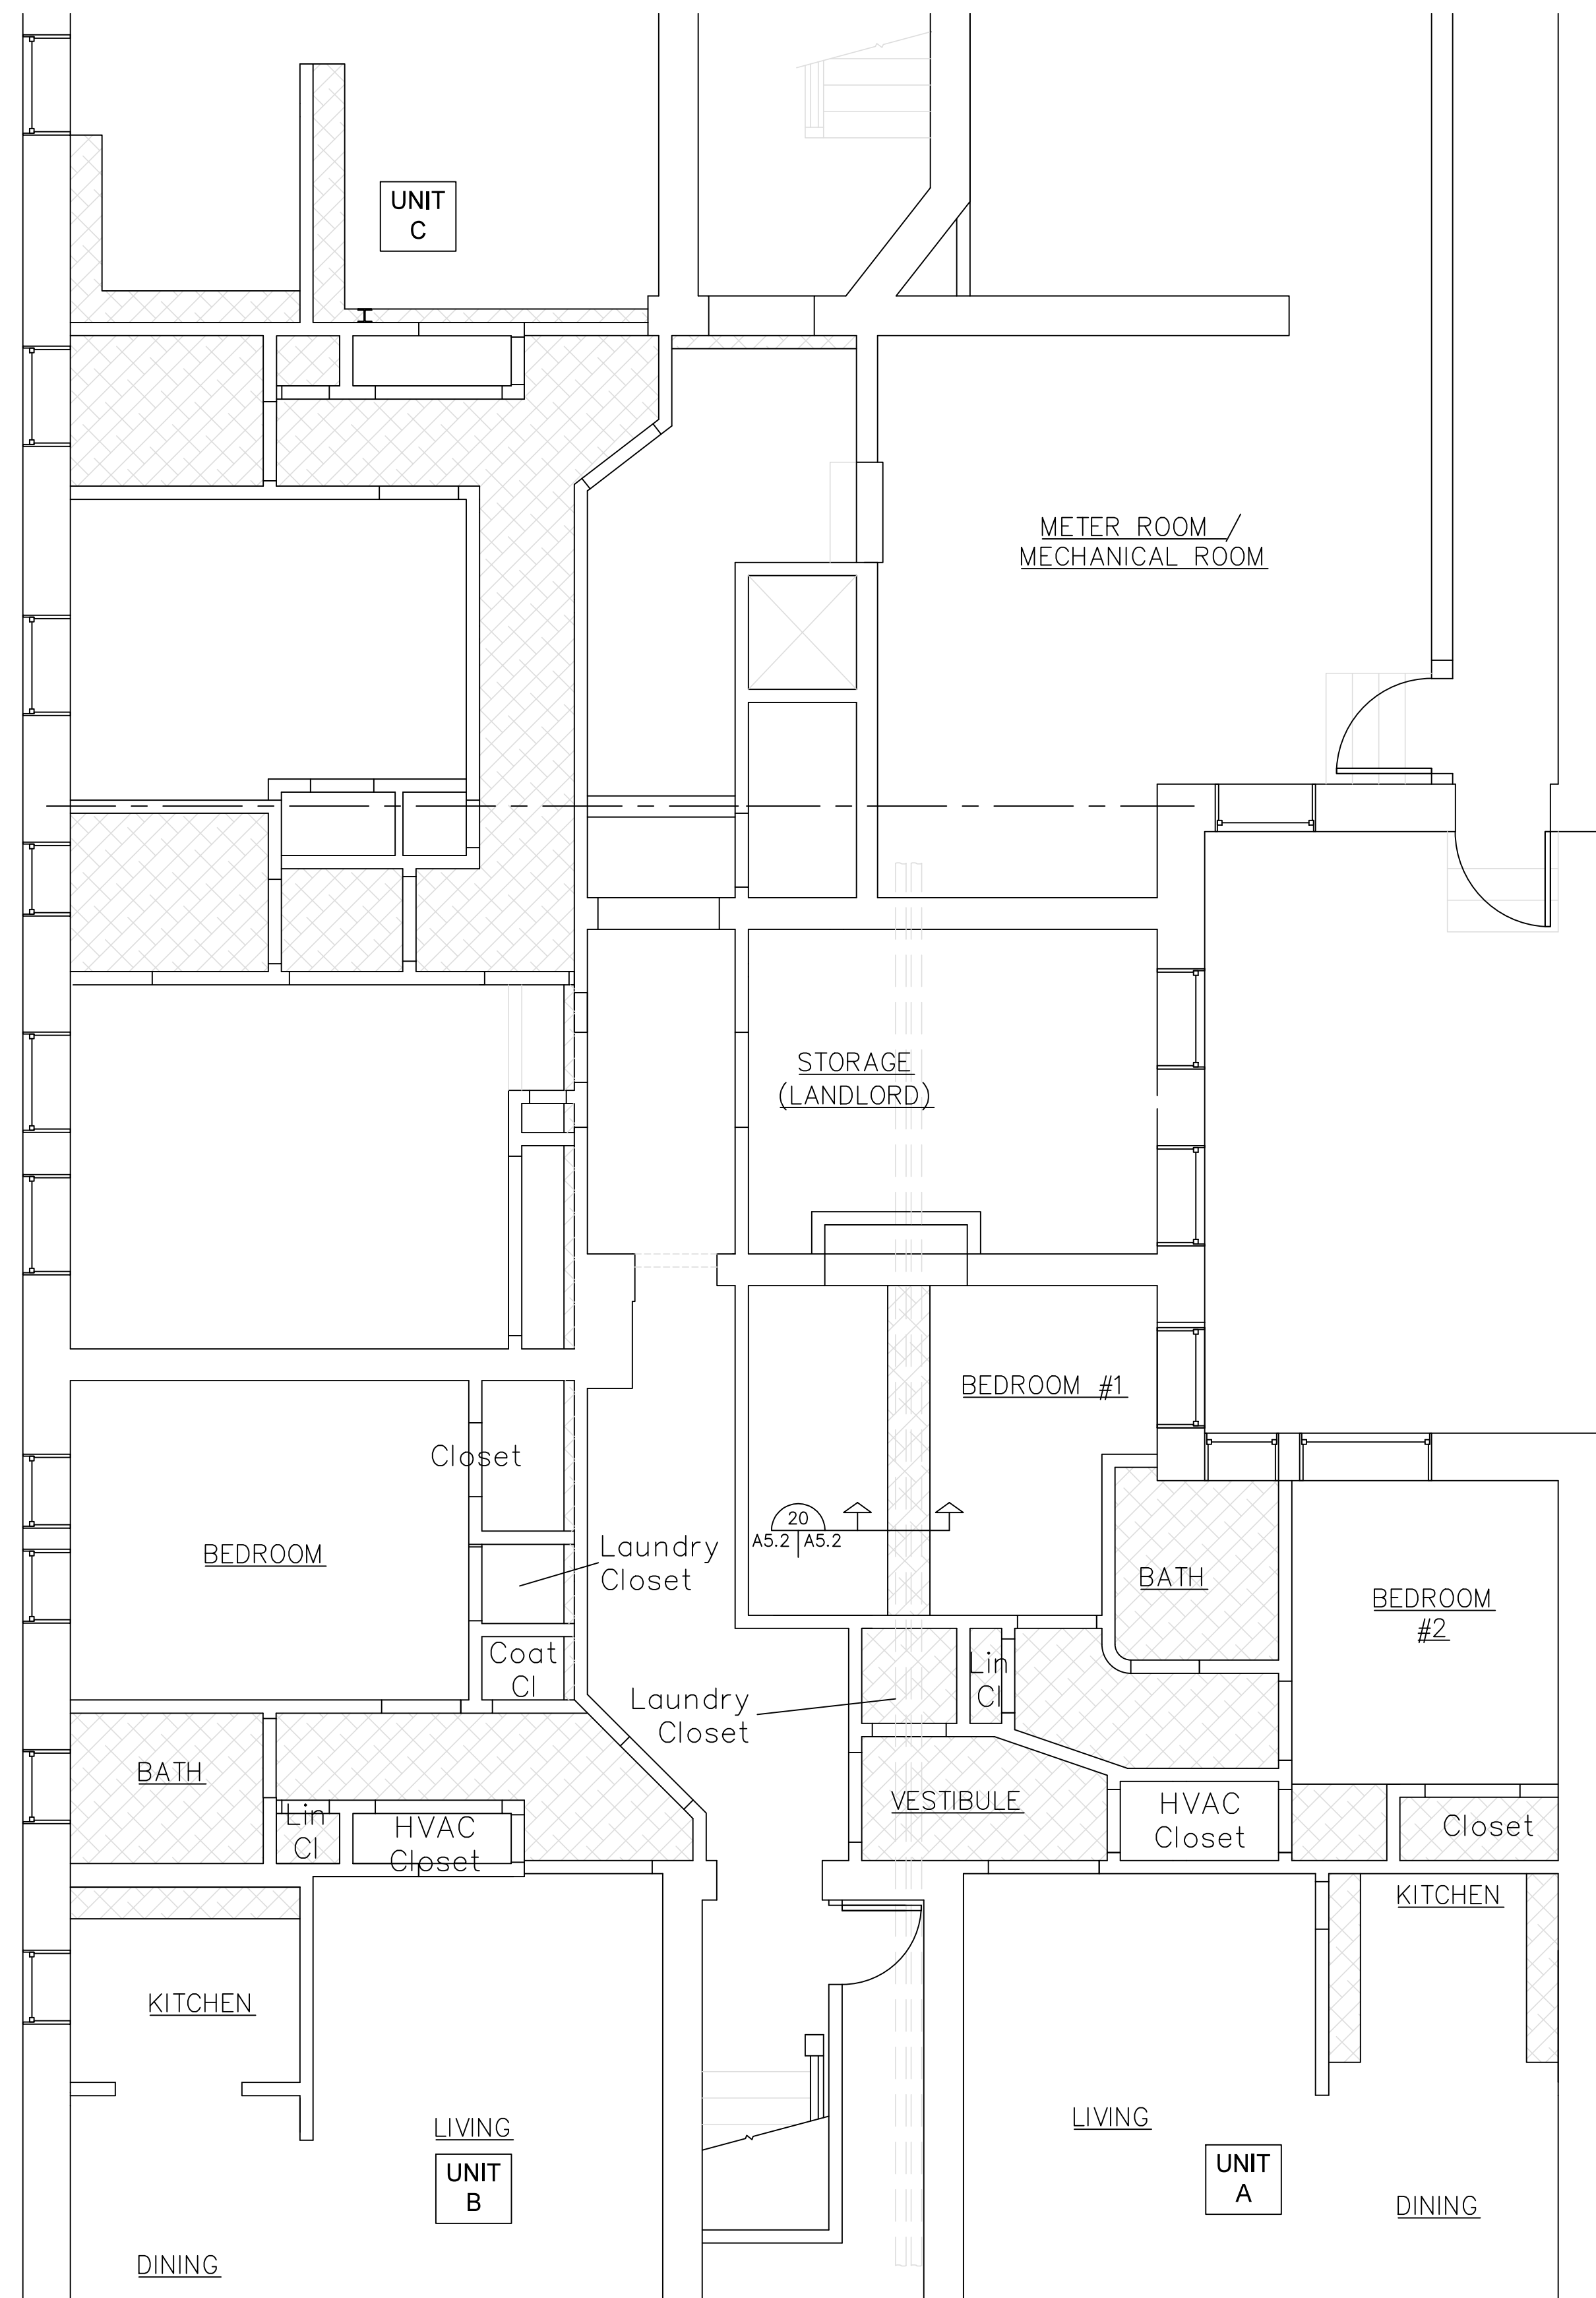 UNIT
C
METER ROOM /
MECHANICAL ROOM
STORAGE
(LANDLORD)
BEDROOM #1
Closet
20
A5.2 A5.2
BEDROOM
Laundry
Closet
BATH
BEDROOM
#2
Coat
Cl
Lin
Cl
Laundry
Closet
BATH
VESTIBULE
HVAC
Closet
Lin
Cl
HVAC
Closet
Closet
KITCHEN
KITCHEN
LIVING
LIVING
UNIT
B
UNIT
A
DINING
DINING